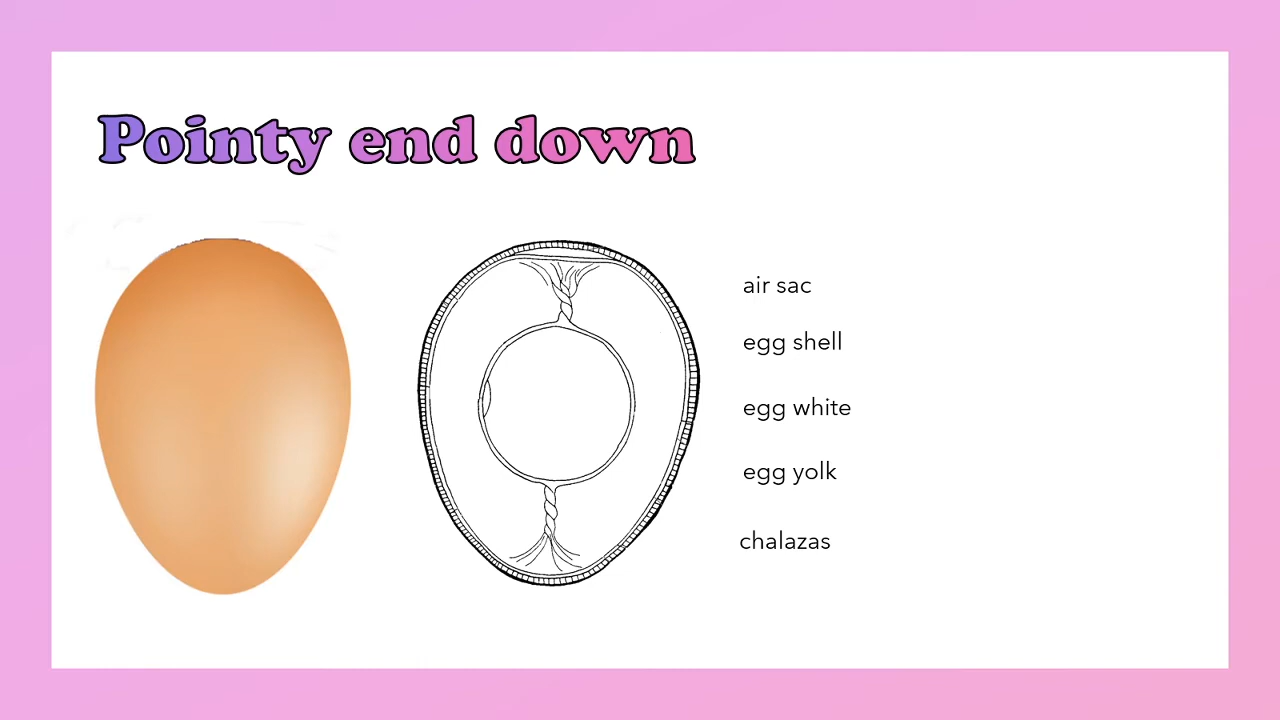 Pointy end down
air sac
egg shell
egg white
egg yolk
chalazas